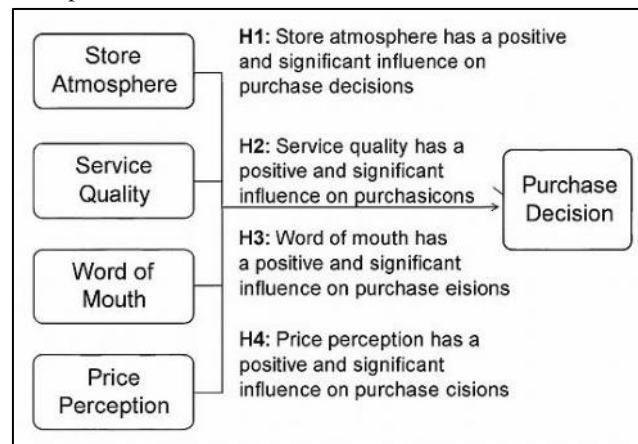 Store
Atmosphere
H1: Store atmosphere has a positive
and significant influence on
purchase decisions
Service
Quality
H2: Service quality has a
positive and significant
influence on purchasicons
Purchase
Decision
Word of
Mouth
H3: Word of mouth has
a positive and significant
influence on purchase eisions
Price
Perception
H4: Price perception has a
positive and significant
influence on purchase cisions